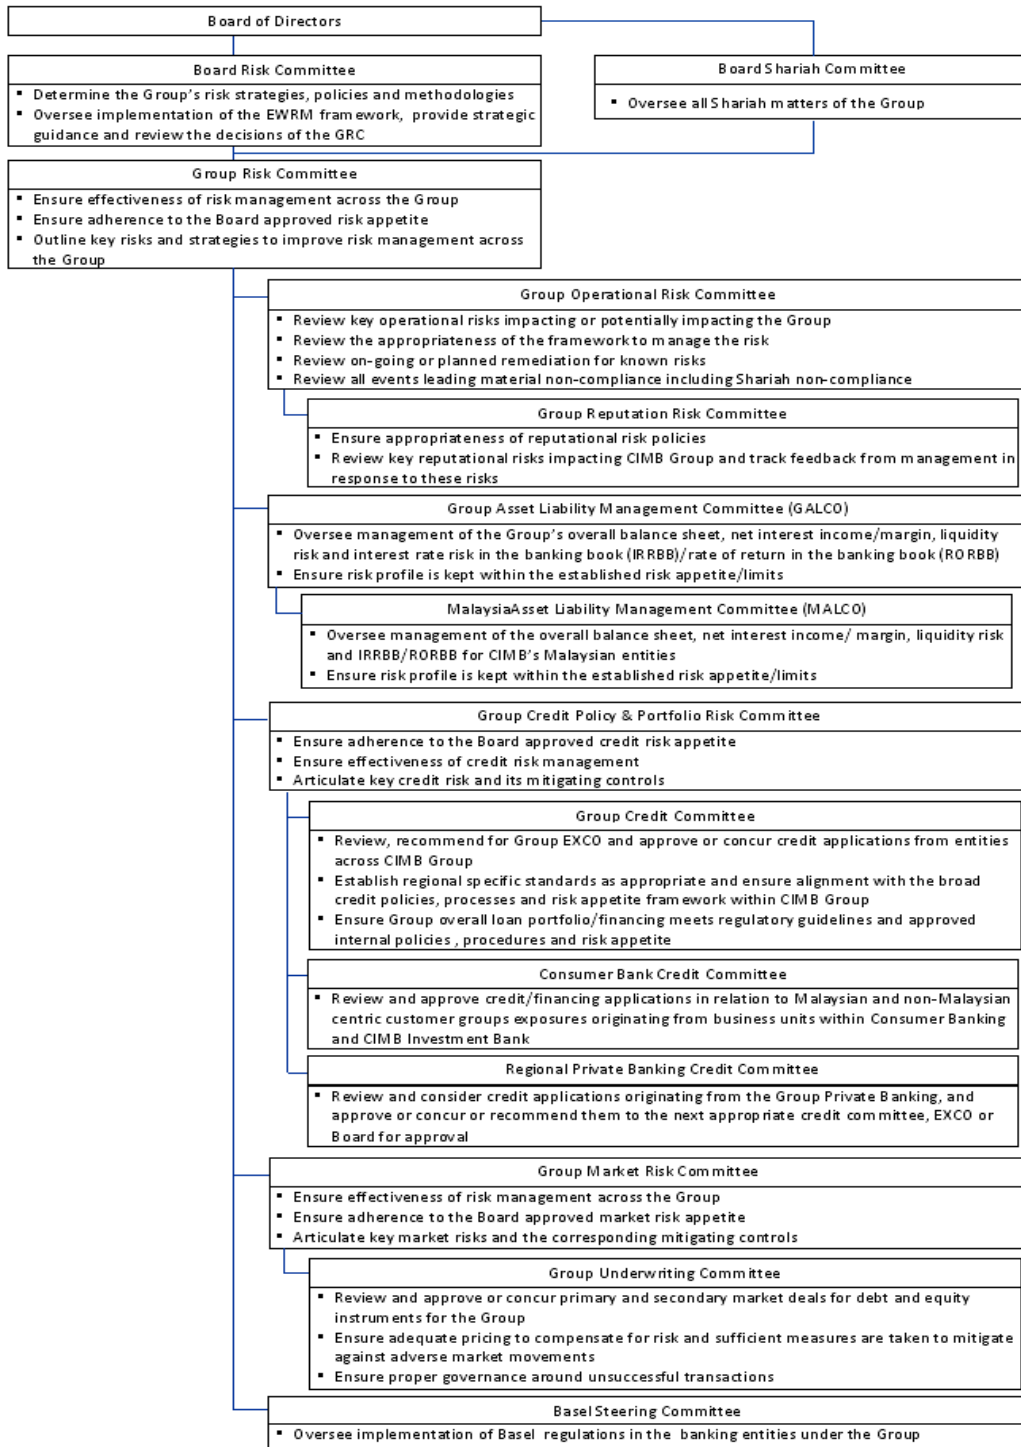 Board of Directors
Board Risk Committee
▪ Determine the Group's risk strategies, policies and methodologies
▪ Oversee implementation of the EWRM framework, provide strategic
guidance and review the decisions of the GRC
Board Shariah Committee
▪ Oversee all Shariah matters of the Group
Group Risk Committee
▪ Ensure effectiveness of risk management across the Group
▪ Ensure adherence to the Board approved risk appetite
▪ Outline key risks and strategies to improve risk management across
the Group
Group Operational Risk Committee
▪ Review key operational risks impacting or potentially impacting the Group
▪ Review the appropriateness of the framework to manage the risk
▪ Review on-going or planned remediation for known risks
▪ Review all events leading material non-compliance including Shariah non-compliance
Group Reputation Risk Committee
▪ Ensure appropriateness of reputational risk policies
▪ Review key reputational risks impacting CIMB Group and track feedback from management in
response to these risks
Group Asset Liability Management Committee (GALCO)
▪ Oversee management of the Group's overall balance sheet, net interest income/margin, liquidity
risk and interest rate risk in the banking book (IRRBB)/rate of return in the banking book (RORBB)
▪ Ensure risk profile is kept within the established risk appetite/limits
MalaysiaAsset Liability Management Committee (MALCO)
▪ Oversee management of the overall balance sheet, net interest income/ margin, liquidity risk
and IRRBB/RORBB for CIMB's Malaysian entities
▪ Ensure risk profile is kept within the established risk appetite/limits
Group Credit Policy & Portfolio Risk Committee
▪ Ensure adherence to the Board approved credit risk appetite
▪ Ensure effectiveness of credit risk management
▪ Articulate key credit risk and its mitigating controls
Group Credit Committee
▪ Review, recommend for Group EXCO and approve or concur credit applications from entities
across CIMB Group
▪ Establish regional specific standards as appropriate and ensure alignment with the broad
credit policies, processes and risk appetite framework within CIMB Group
▪ Ensure Group overall loan portfolio/financing meets regulatory guidelines and approved
internal policies , procedures and risk appetite
Consumer Bank Credit Committee
▪ Review and approve credit/financing applications in relation to Malaysian and non-Malaysian
centric customer groups exposures originating from business units within Consumer Banking
and CIMB Investment Bank
Regional Private Banking Credit Committee
▪ Review and consider credit applications originating from the Group Private Banking, and
approve or concur or recommend them to the next appropriate credit committee, EXCO or
Board for approval
Group Market Risk Committee
▪ Ensure effectiveness of risk management across the Group
▪ Ensure adherence to the Board approved market risk appetite
▪ Articulate key market risks and the corresponding mitigating controls
Group Underwriting Committee
▪ Review and approve or concur primary and secondary market deals for debt and equity
instruments for the Group
▪ Ensure adequate pricing to compensate for risk and sufficient measures are taken to mitigate
against adverse market movements
▪ Ensure proper governance around unsuccessful transactions
Basel Steering Committee
▪ Oversee implementation of Basel regulations in the banking entities under the Group